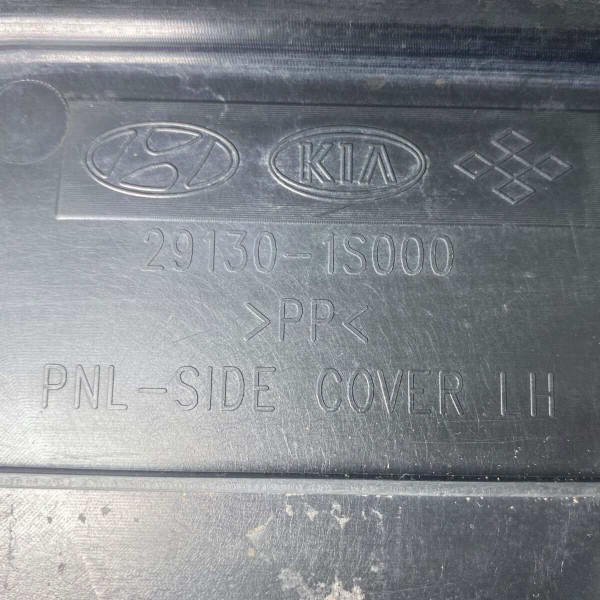 KIA
29130-1S000
>PP<
PNL-SIDE COVER LH